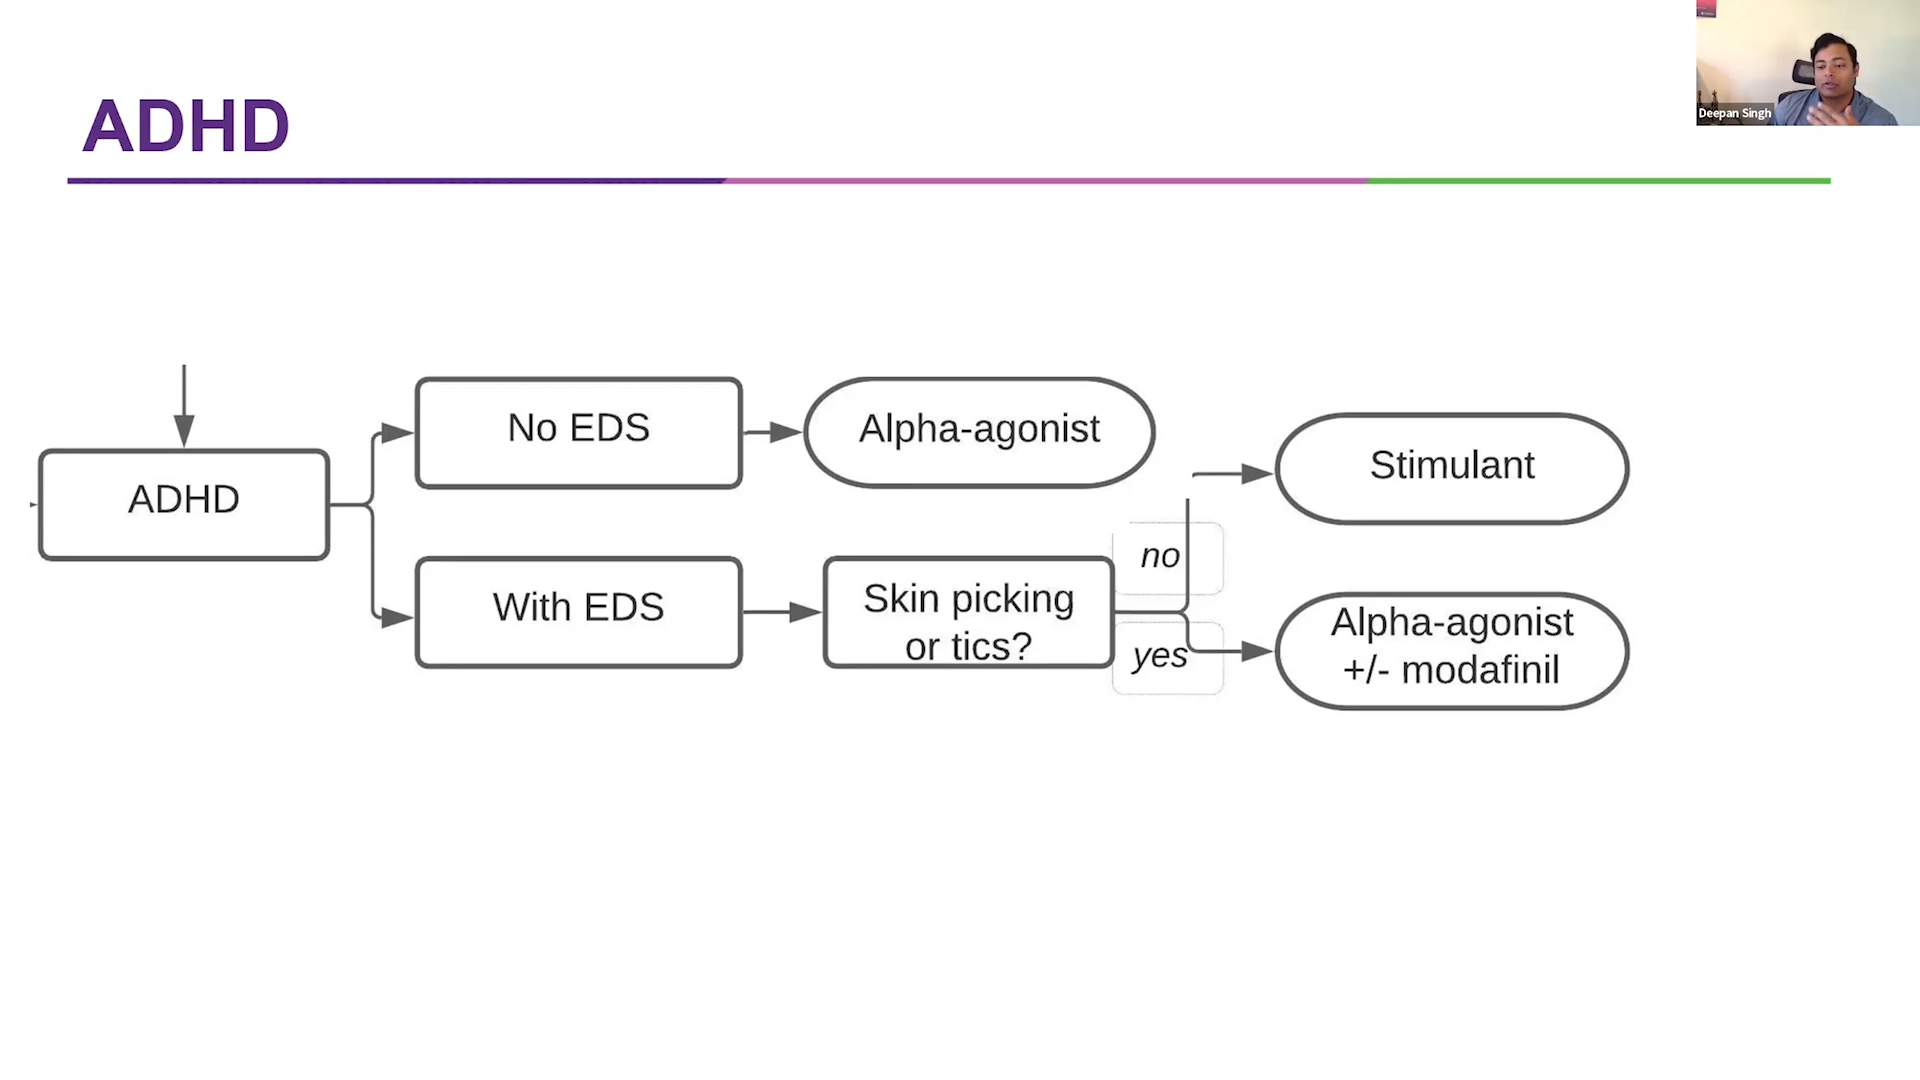 ADHD
Deepan Singh
No EDS
Alpha-agonist
ADHD
Stimulant
no
With EDS
Skin picking
or tics?
yes
Alpha-agonist
+/- modafinil